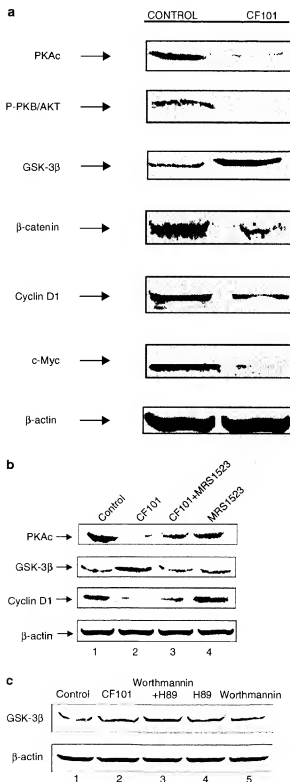 a
CONTROL CF101
PKAc
P-PKB/AKT
GSK-3β
β-catenin
Cyclin D1
c-Myc
β-actin
b
Control CF101 CF101+MRS1523 MRS1523
PKAc
GSK-3β
Cyclin D1
β-actin
1 2 3 4
c
Worthmannin
Control CF101 +H89 H89 Worthmannin
GSK-3β
β-actin
1 2 3 4 5